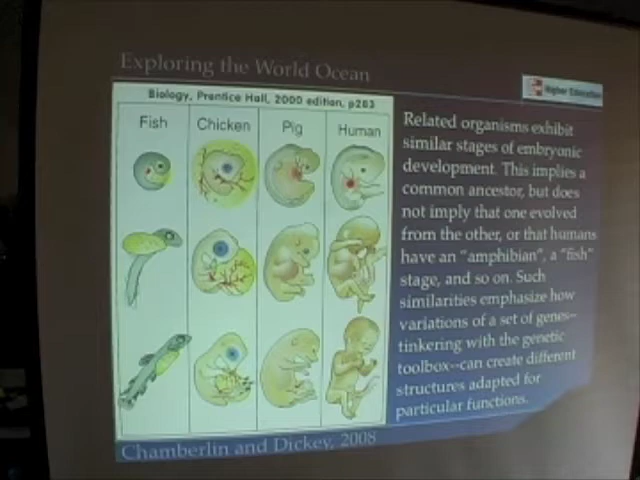 Exploring the World Ocean
Higher Education
Biology, Prentice Hall, 2000 edition, p283
Fish
Chicken
Pig
Human
Related organisms exhibit
similar stages of embryonic
development. This implies a
common ancestor, but does
not imply that one evolved
from the other, or that humans
have an "amphibian", a "fish"
stage, and so on. Such
similarities emphasize how
variations of a set of genes--
tinkering with the genetic
toolbox--can create different
structures adapted for
particular functions.
Chamberlin and Dickey, 2008